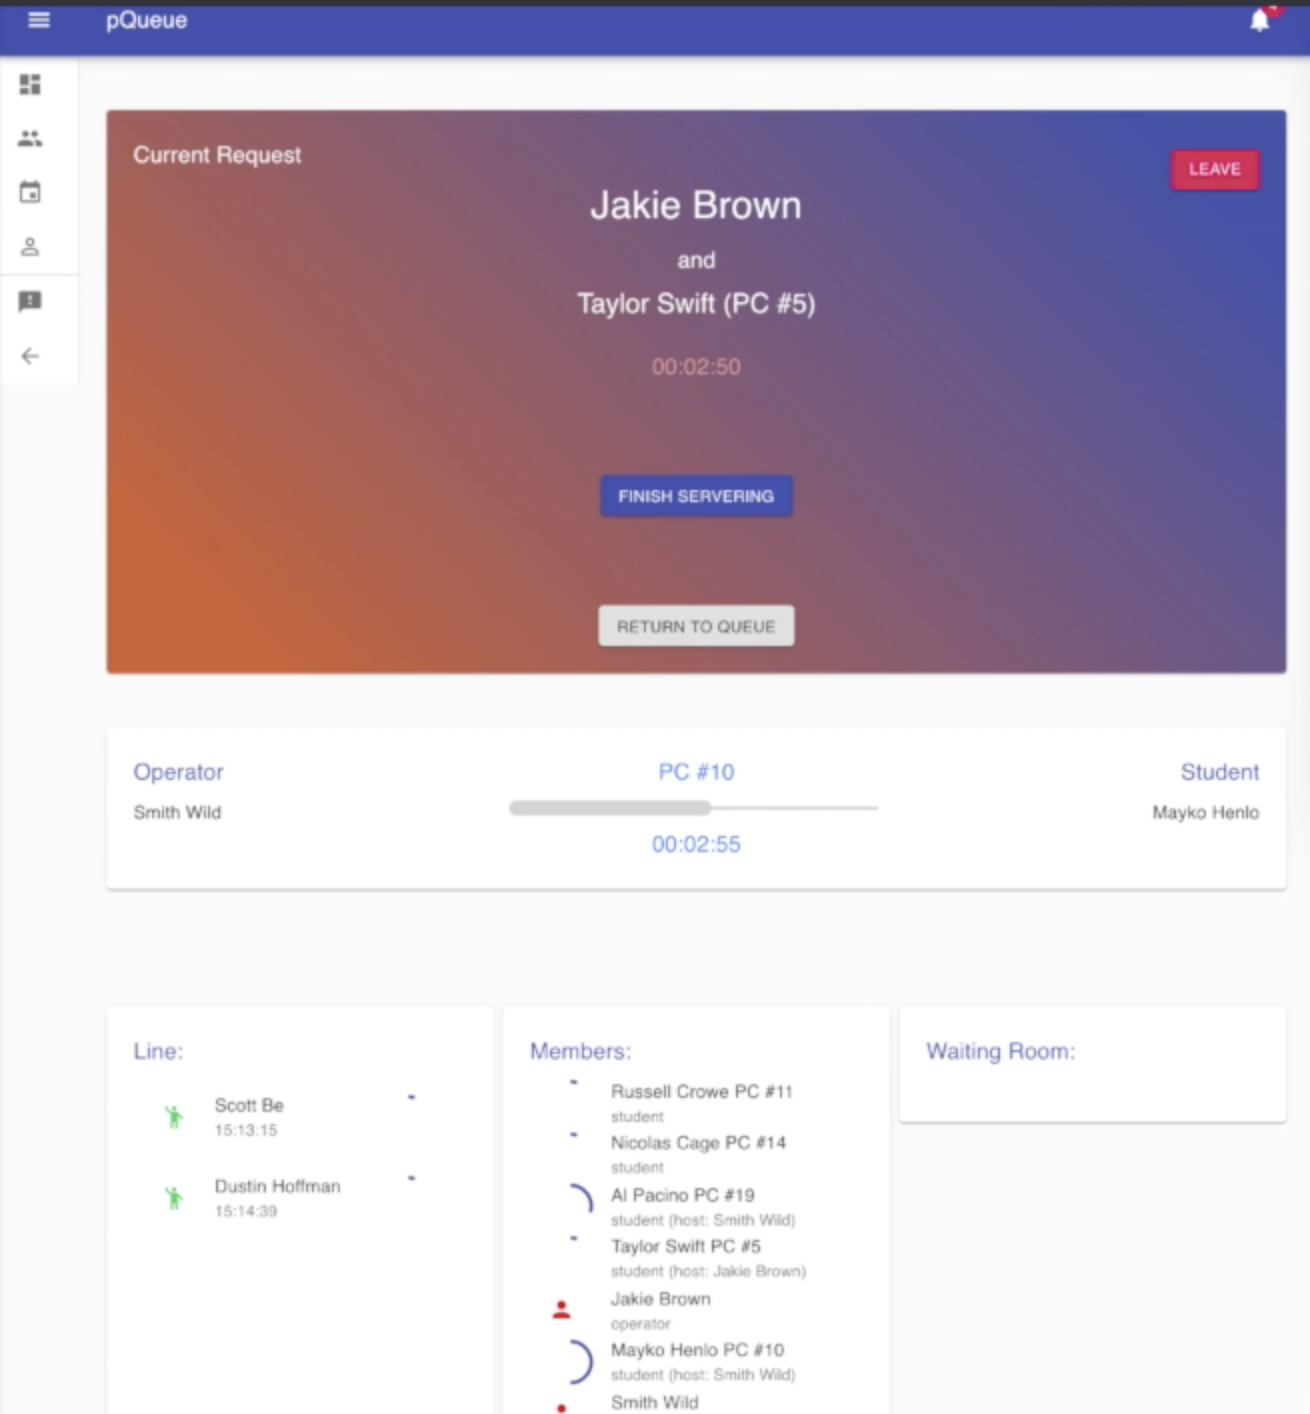 pQueue
Current Request
LEAVE
Jakie Brown
and
Taylor Swift (PC #5)
00:02:50
FINISH SERVERING
RETURN TO QUEUE
Operator
PC #10
Student
Smith Wild
Mayko Henlo
00:02:55
Line:
Scott Be
15:13:15
Dustin Hoffman
15:14:39
Members:
Russell Crowe PC #11
student
Nicolas Cage PC #14
student
Al Pacino PC #19
student (host: Smith Wild)
Taylor Swift PC #5
student (host: Jakie Brown)
Jakie Brown
operator
Mayko Henlo PC #10
student (host: Smith Wild)
Smith Wild
Waiting Room: